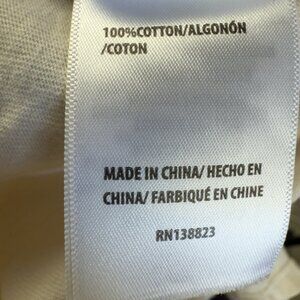 100%COTTON/ALGONÓN
/COTON
MADE IN CHINA/ HECHO EN
CHINA/ FARBIQUÉ EN CHINE
RN138823